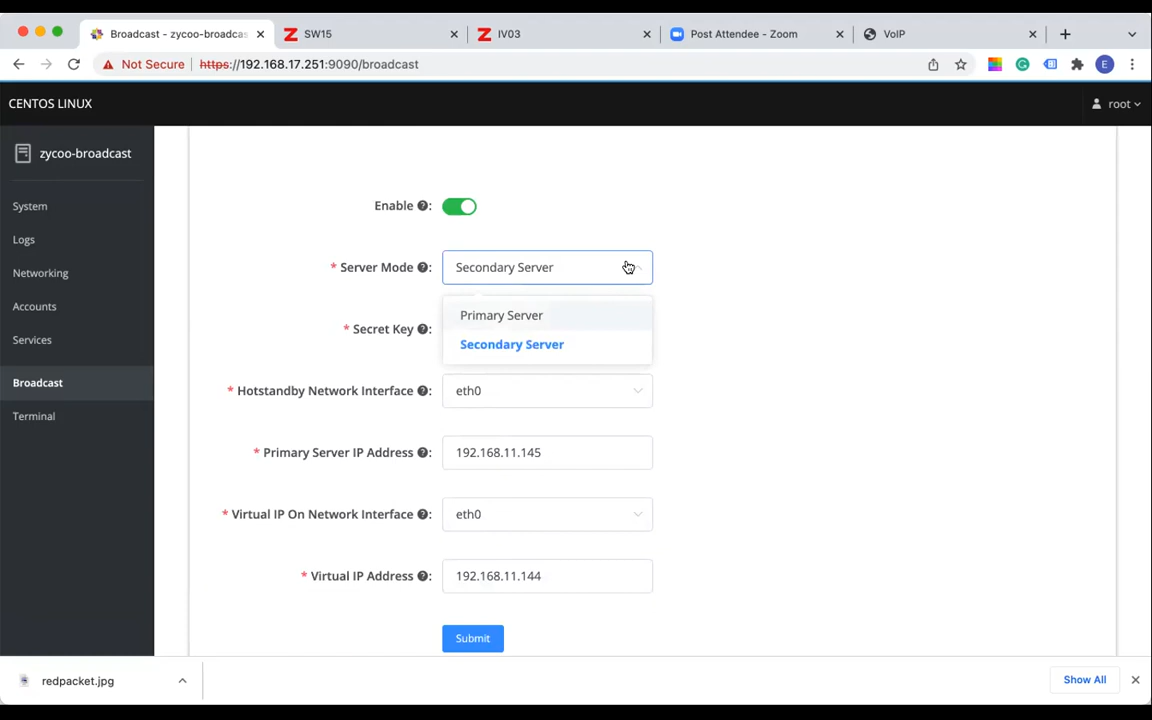 Broadcast - zycoo-broadcas
SW15
IV03
Post Attendee - Zoom
VoIP
Not Secure
https://192.168.17.251:9090/broadcast
E
CENTOS LINUX
root
zycoo-broadcast
System
Logs
Networking
Accounts
Services
Broadcast
Terminal
Enable ?:
* Server Mode ?:
Secondary Server
Primary Server
Secondary Server
* Secret Key ?:
* Hotstandby Network Interface ?:
eth0
* Primary Server IP Address ?:
192.168.11.145
* Virtual IP On Network Interface ?:
eth0
* Virtual IP Address ?:
192.168.11.144
Submit
redpacket.jpg
Show All